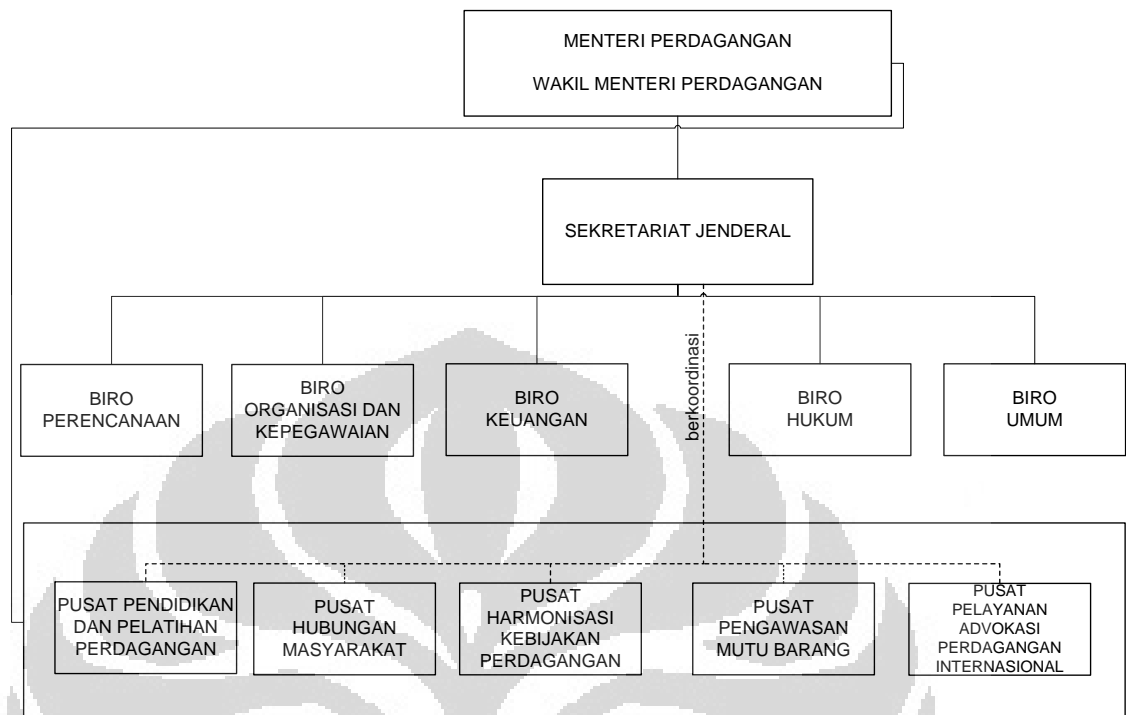 MENTERI PERDAGANGAN
WAKIL MENTERI PERDAGANGAN
SEKRETARIAT JENDERAL
berkoordinasi
BIRO
PERENCANAAN
BIRO
ORGANISASI DAN
KEPEGAWAIAN
BIRO
KEUANGAN
BIRO
HUKUM
BIRO
UMUM
PUSAT PENDIDIKAN
DAN PELATIHAN
PERDAGANGAN
PUSAT
HUBUNGAN
MASYARAKAT
PUSAT
HARMONISASI
KEBIJAKAN
PERDAGANGAN
PUSAT
PENGAWASAN
MUTU BARANG
PUSAT
PELAYANAN
ADVOKASI
PERDAGANGAN
INTERNASIONAL